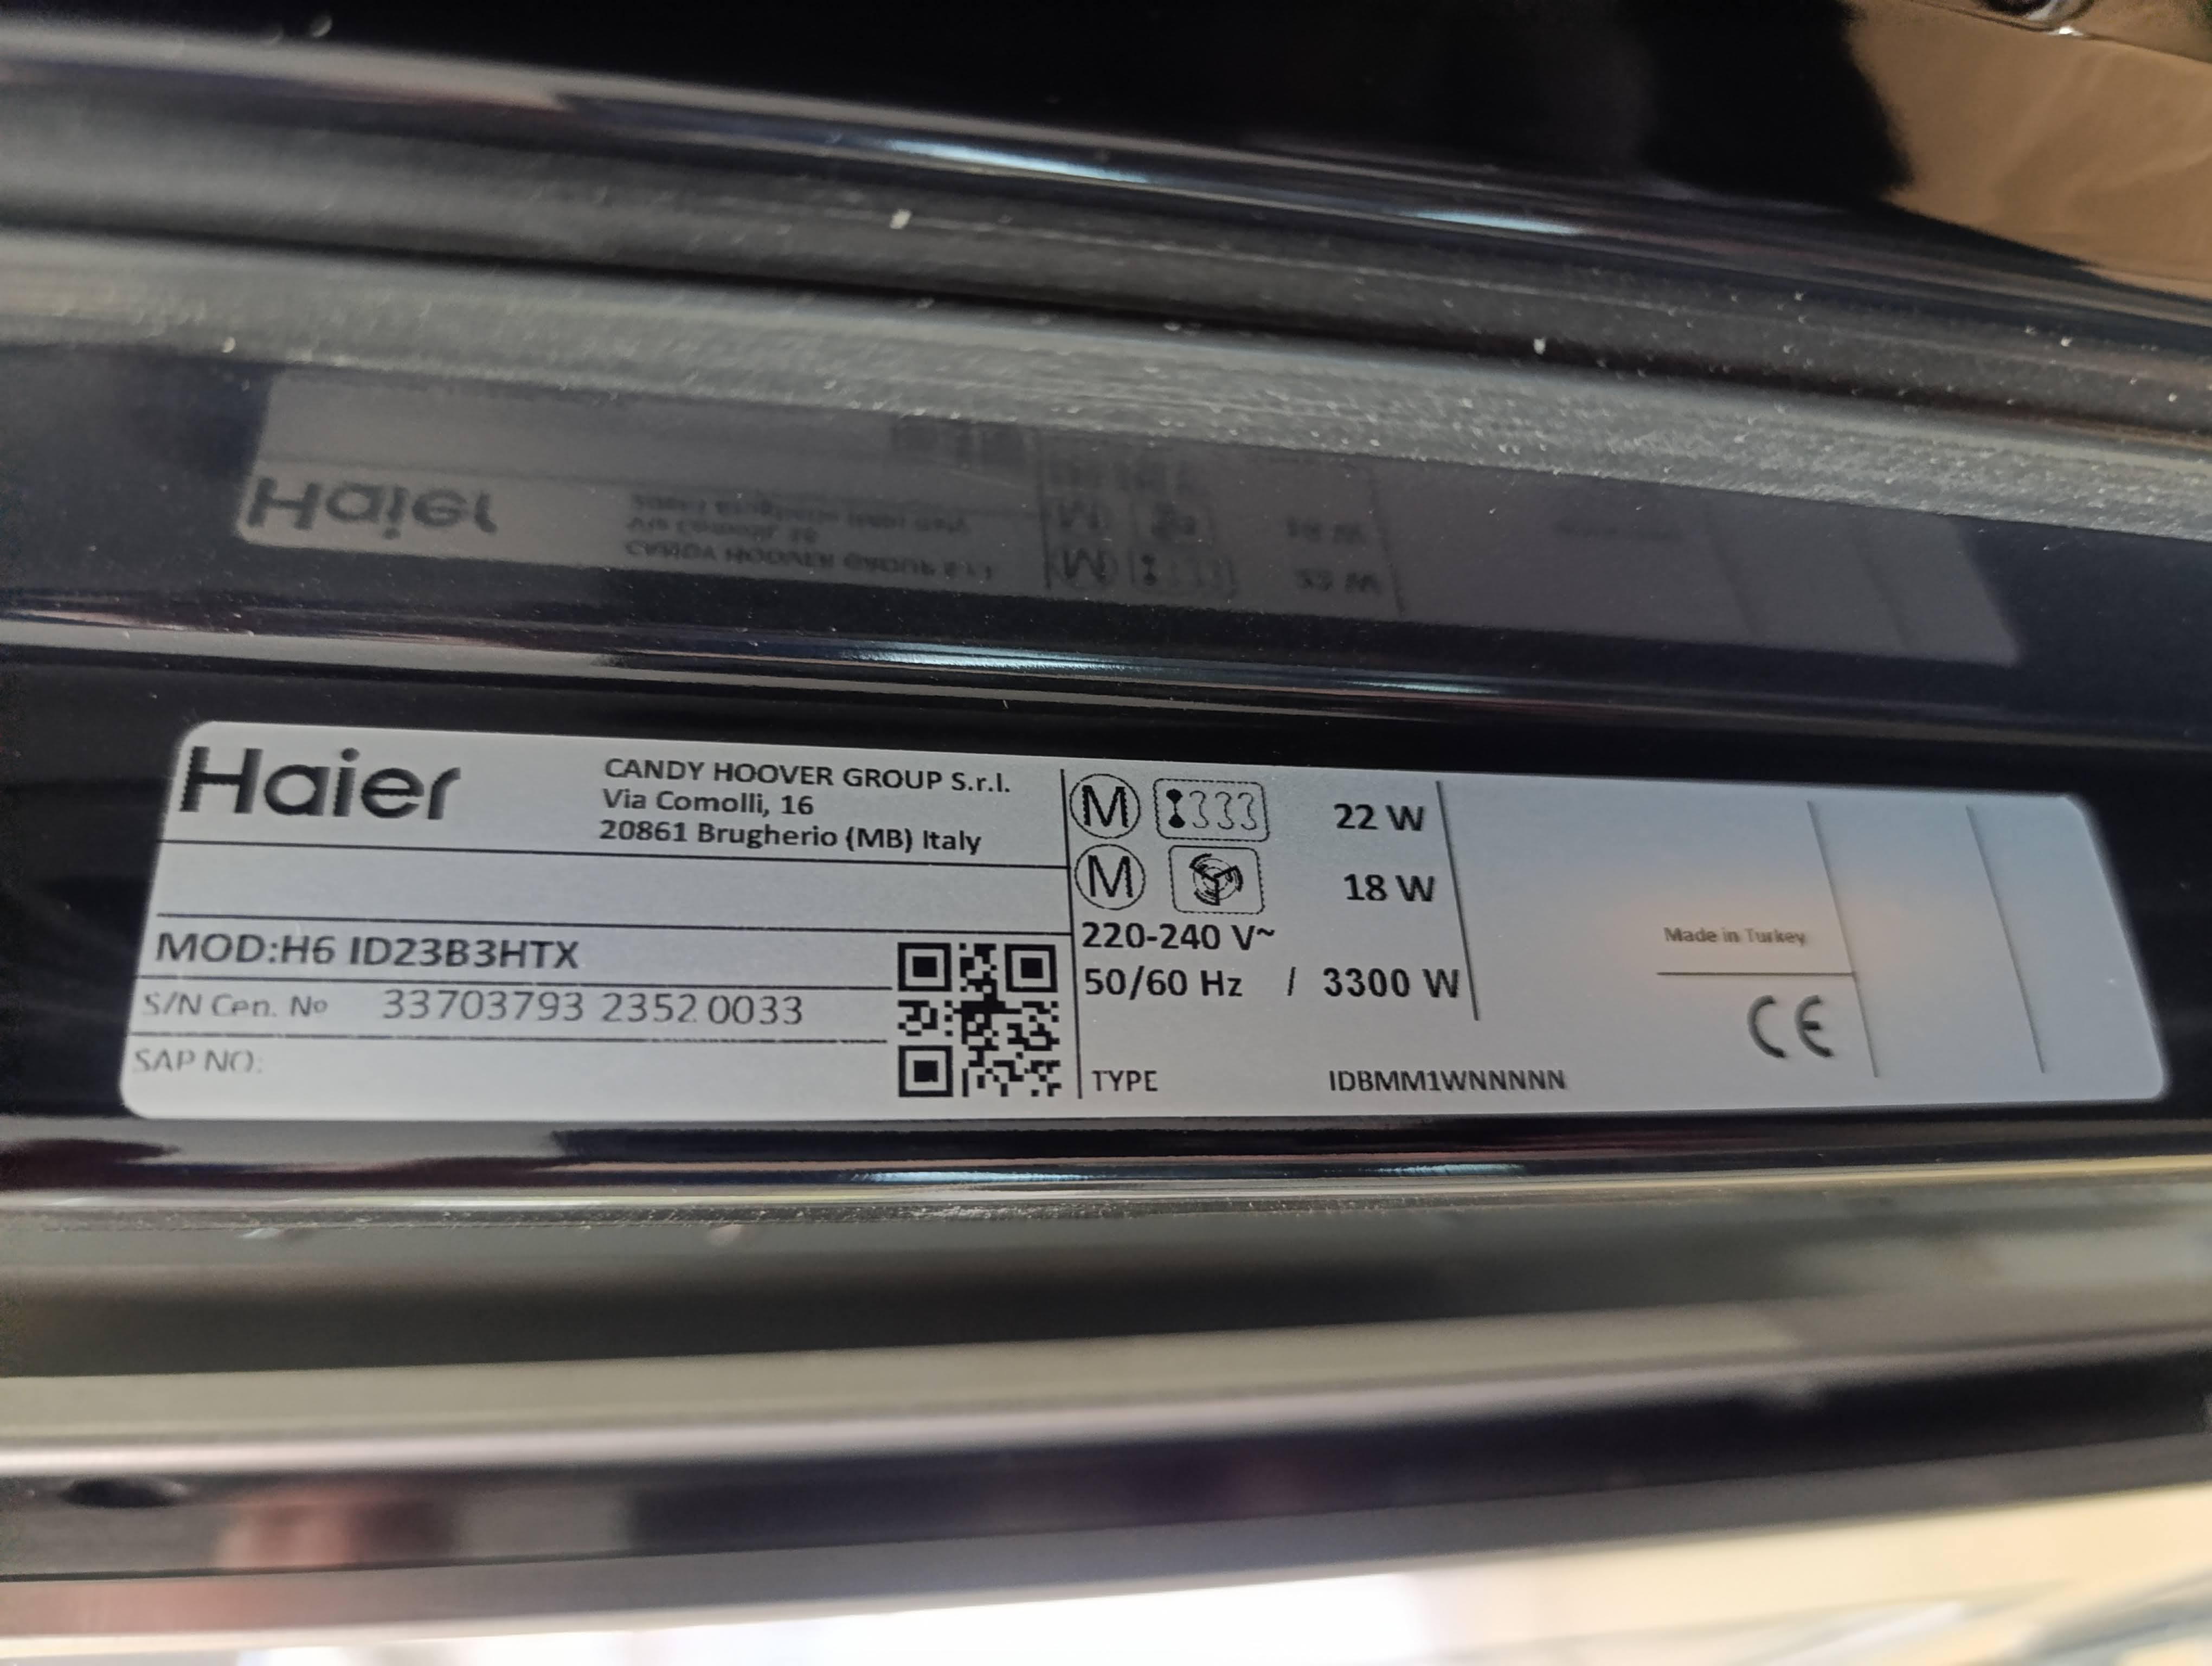 Haier
CANDY HOOVER GROUP S.r.l.
Via Comolli, 16
20861 Brugherio (MB) Italy
MOD:H6 ID23B3HTX
S/N Cen. No 33703793 2352 0033
SAP NO:
M 22 W
M 18 W
220-240 V~
50/60 Hz / 3300 W
TYPE IDBMM1WNNNNN
Made in Turkey
CE